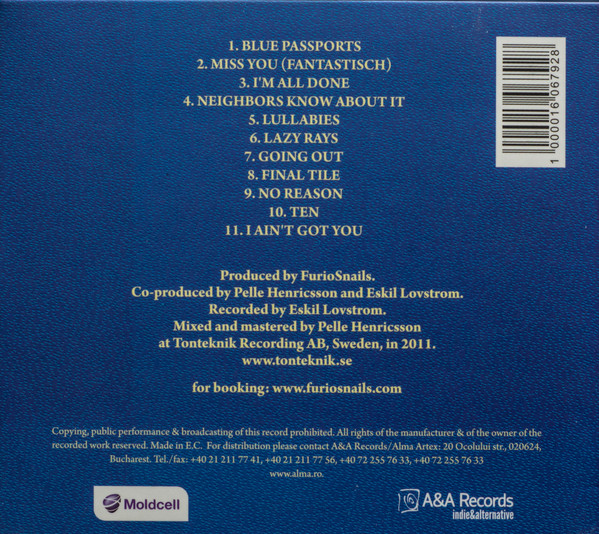 1. BLUE PASSPORTS
2. MISS YOU (FANTASTISCH)
3. I'M ALL DONE
4. NEIGHBORS KNOW ABOUT IT
5. LULLABIES
6. LAZY RAYS
7. GOING OUT
8. FINAL TILE
9. NO REASON
10. TEN
11. I AIN'T GOT YOU
1 000016 067928
Produced by FurioSnails.
Co-produced by Pelle Henricsson and Eskil Lovstrom.
Recorded by Eskil Lovstrom.
Mixed and mastered by Pelle Henricsson
at Tonteknik Recording AB, Sweden, in 2011.
www.tonteknik.se
for booking: www.furiosnails.com
Copying, public performance & broadcasting of this record prohibited. All rights of the manufacturer & of the owner of the
recorded work reserved. Made in E.C. For distribution please contact A&A Records/Alma Artex: 20 Ocolului str., 020624,
Bucharest. Tel./fax: +40 21 211 77 41, +40 21 211 77 56, +40 72 255 76 33, +40 72 255 76 33
www.alma.ro.
Moldcell
A&A Records
indie&alternative